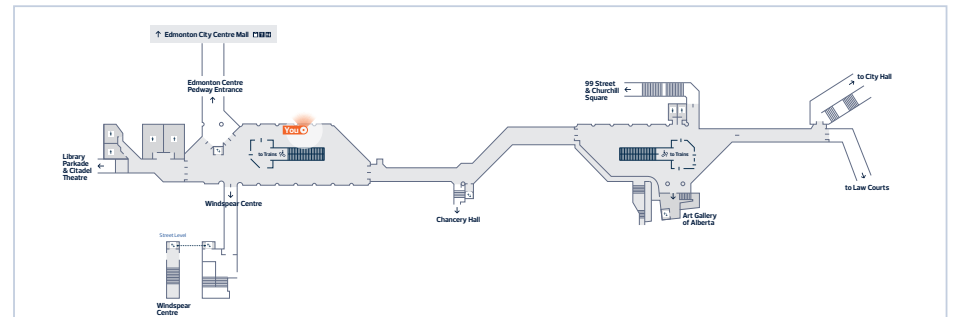 ↑ Edmonton City Centre Mall
Edmonton Centre
Pedway Entrance
↑
You
to Trains
Library
Parkade
& Citadel
Theatre
←
Windspear Centre
Street Level
Windspear
Centre
Chancery Hall
99 Street
& Churchill
Square
←
to Trains
Art Gallery
of Alberta
to City Hall
to Law Courts